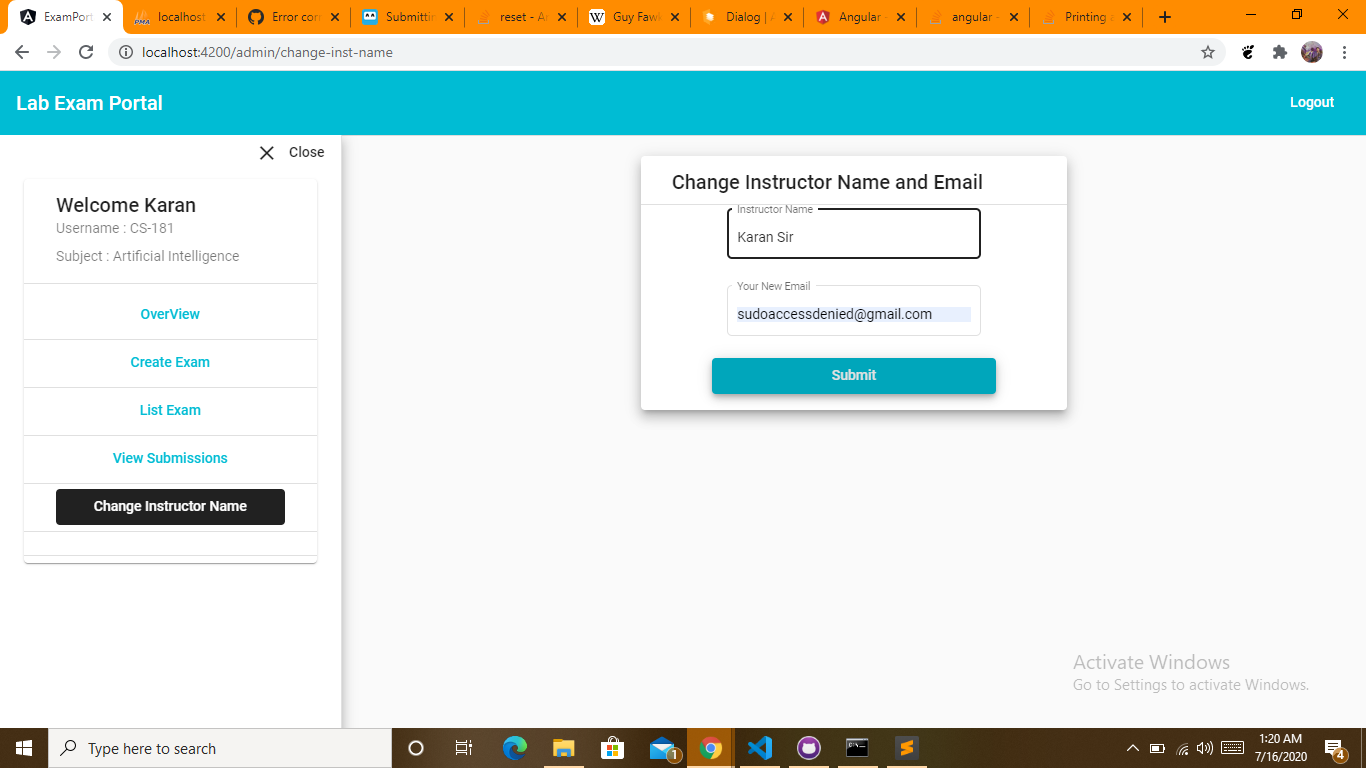 ExamPort
localhost
Error con
Submittin
reset - A
Guy Fawk
Dialog | A
Angular -
angular -
Printing a
localhost:4200/admin/change-inst-name
Lab Exam Portal
Logout
Close
Welcome Karan
Username : CS-181
Subject : Artificial Intelligence
OverView
Create Exam
List Exam
View Submissions
Change Instructor Name
Change Instructor Name and Email
Instructor Name
Karan Sir
Your New Email
sudoaccessdenied@gmail.com
Submit
Activate Windows
Go to Settings to activate Windows.
Type here to search
1
1:20 AM
7/16/2020
4